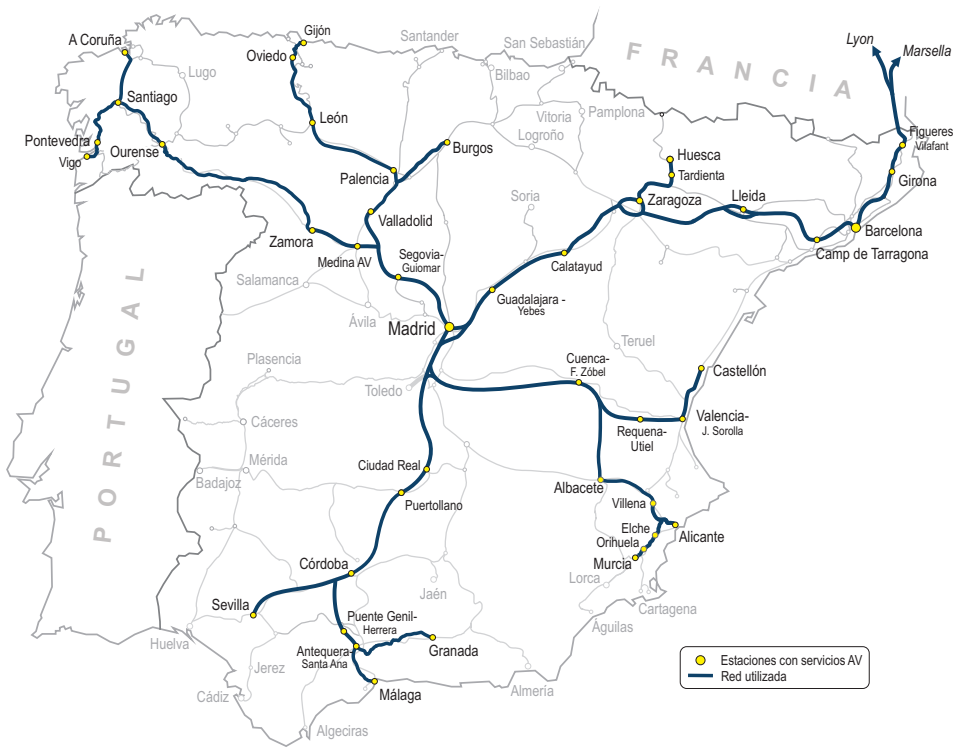 Gijón
A Coruña
Oviedo
Santander
San Sebastián
Bilbao
Lugo
FRANCIA
Lyon
Marsella
Santiago
León
Vitoria
Pamplona
Logroño
Pontevedra
Vigo
Ourense
Palencia
Burgos
Huesca
Tardienta
Figueres
Vilafant
Girona
Valladolid
Soria
Zaragoza
Lleida
Barcelona
Zamora
Medina AV
Segovia-
Guiomar
Calatayud
Camp de Tarragona
Salamanca
Guadalajara -
Yebes
Ávila
Madrid
PORTUGAL
Teruel
Plasencia
Toledo
Cuenca-
F. Zóbel
Castellón
Cáceres
Requena-
Utiel
Valencia-
J. Sorolla
Mérida
Badajoz
Ciudad Real
Puertollano
Albacete
Villena
Elche
Orihuela
Alicante
Murcia
Córdoba
Lorca
Jaén
Cartagena
Sevilla
Puente Genil-
Herrera
Águilas
Huelva
Antequera-
Santa Ana
Granada
Jerez
Cádiz
Málaga
Almería
Algeciras
Estaciones con servicios AV
Red utilizada